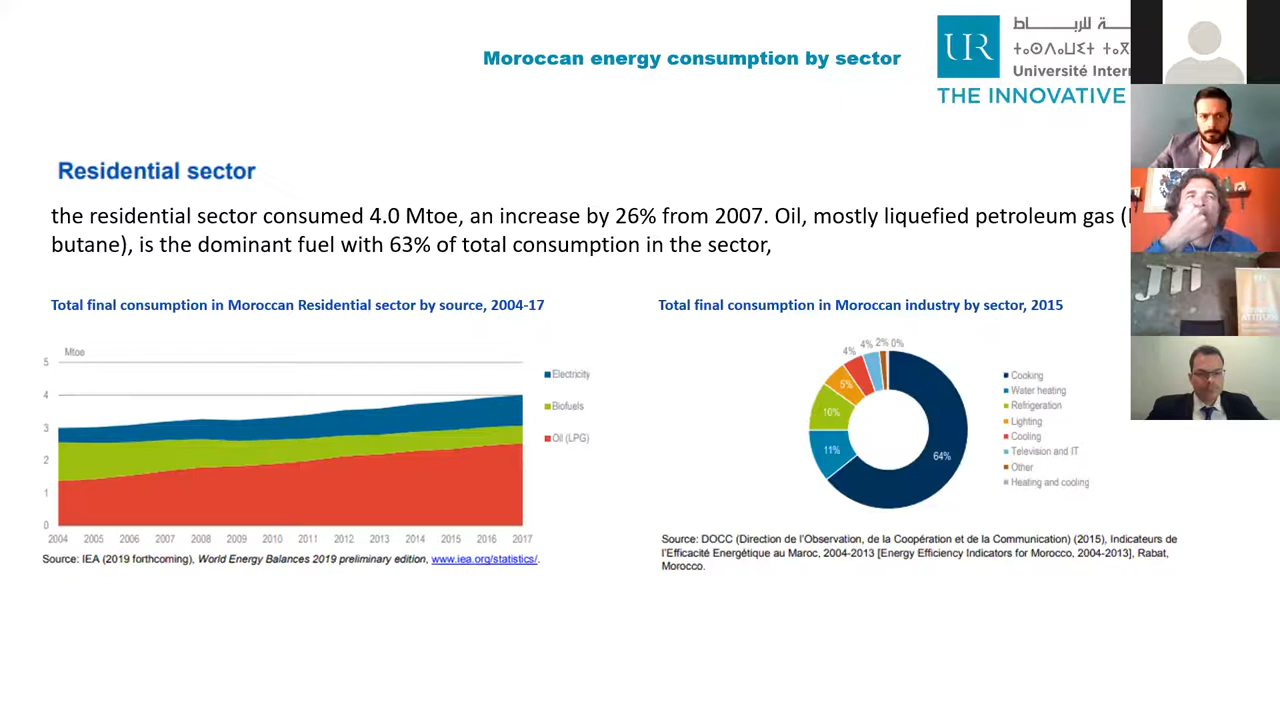 Moroccan energy consumption by sector
UR
ـة للربـــــــاط
ⵜⴰⵙⴷⴰⵡⵉⵜ ⵜⴰⴳ
Université Inter
THE INNOVATIVE
Residential sector
the residential sector consumed 4.0 Mtoe, an increase by 26% from 2007. Oil, mostly liquefied petroleum gas (
butane), is the dominant fuel with 63% of total consumption in the sector,
Total final consumption in Moroccan Residential sector by source, 2004-17
Mtoe
5
4
3
2
1
0
2004 2005 2006 2007 2008 2009 2010 2011 2012 2013 2014 2015 2016 2017
Electricity
Biofuels
Oil (LPG)
Source: IEA (2019 forthcoming), World Energy Balances 2019 preliminary edition, www.iea.org/statistics/.
Total final consumption in Moroccan industry by sector, 2015
4% 4% 2% 0%
5%
10%
11%
64%
Cooking
Water heating
Refrigeration
Lighting
Cooling
Television and IT
Other
Heating and cooling
Source: DOCC (Direction de l'Observation, de la Coopération et de la Communication) (2015), Indicateurs de
l'Efficacité Energétique au Maroc, 2004-2013 [Energy Efficiency Indicators for Morocco, 2004-2013], Rabat,
Morocco.
JTI